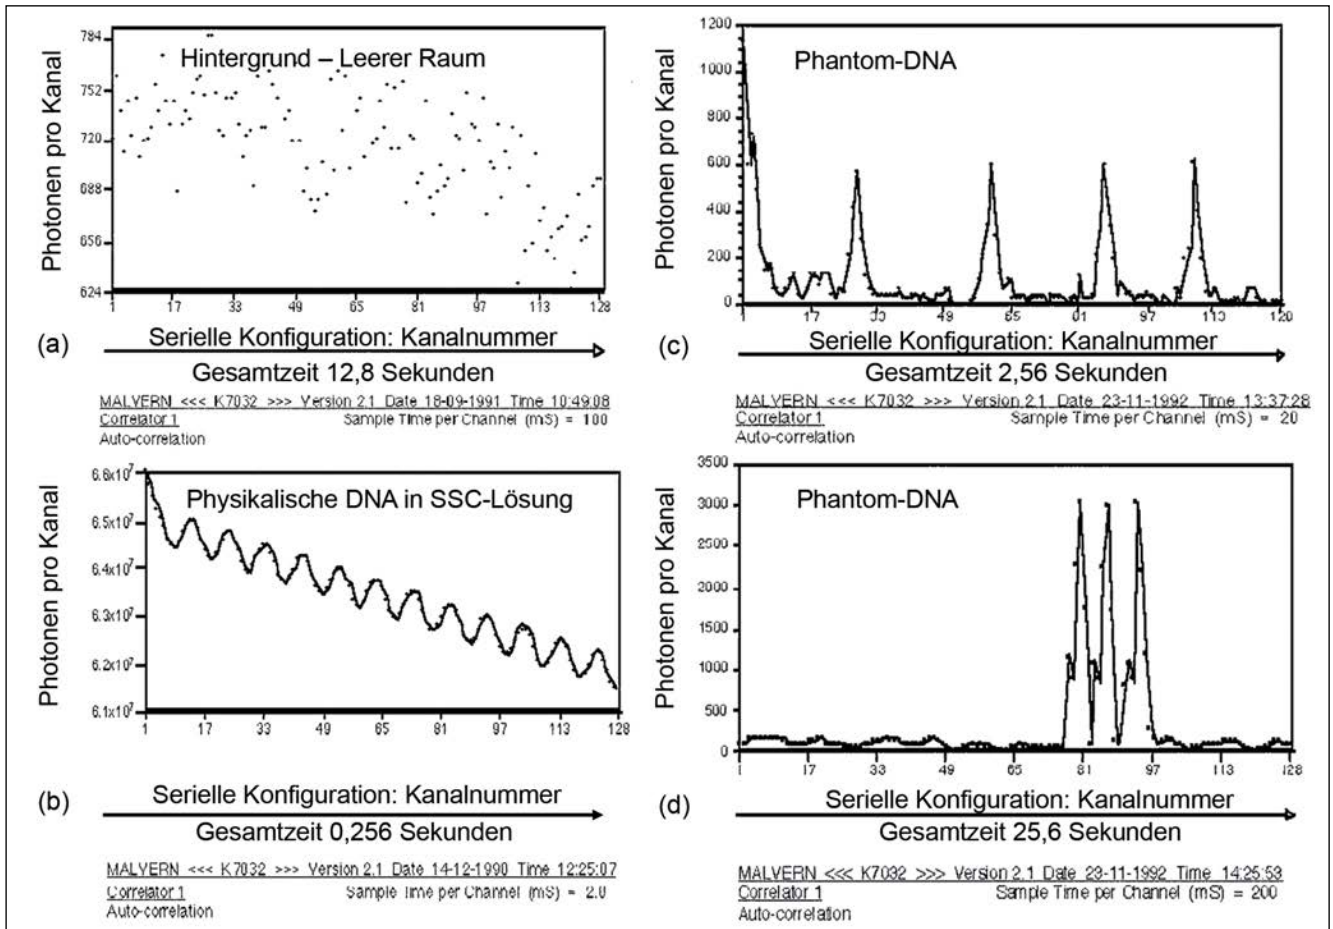 Hintergrund – Leerer Raum
Photonen pro Kanal
784
752
720
688
656
624
1 17 33 49 65 81 97 113 128
(a)
Serielle Konfiguration: Kanalnummer
Gesamtzeit 12,8 Sekunden
MALVERN <<< K7032 >>> Version 2.1 Date 18-09-1991 Time 10:49:08
Correlator 1 Sample Time per Channel (mS) = 100
Auto-correlation
Physikalische DNA in SSC-Lösung
Photonen pro Kanal
6.6x10⁷
6.5x10⁷
6.4x10⁷
6.3x10⁷
6.2x10⁷
6.1x10⁷
1 17 33 49 65 81 97 113 128
(b)
Serielle Konfiguration: Kanalnummer
Gesamtzeit 0,256 Sekunden
MALVERN <<< K7032 >>> Version 2.1 Date 14-12-1990 Time 12:25:07
Correlator 1 Sample Time per Channel (mS) = 2.0
Auto-correlation
Phantom-DNA
Photonen pro Kanal
1200
1000
800
600
400
200
0
1 17 33 49 65 81 97 113 120
(c)
Serielle Konfiguration: Kanalnummer
Gesamtzeit 2,56 Sekunden
MALVERN <<< K7032 >>> Version 2.1 Date 23-11-1992 Time 13:37:28
Correlator 1 Sample Time per Channel (mS) = 20
Auto-correlation
Phantom-DNA
Photonen pro Kanal
3500
3000
2500
2000
1500
1000
500
0
1 17 33 49 65 81 97 113 128
(d)
Serielle Konfiguration: Kanalnummer
Gesamtzeit 25,6 Sekunden
MALVERN <<< K7032 >>> Version 2.1 Date 23-11-1992 Time 14:25:53
Correlator 1 Sample Time per Channel (mS) = 200
Auto-correlation